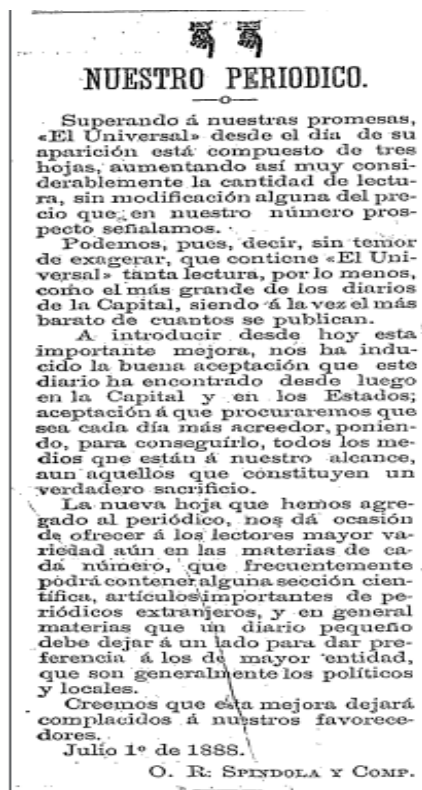 NUESTRO PERIODICO.
Superando á nuestras promesas,
«El Universal» desde el día de su
aparición está compuesto de tres
hojas, aumentando así muy consi-
derablemente la cantidad de lectu-
ra, sin modificación alguna del pre-
cio que en nuestro número pros-
pecto señalamos.
Podemos, pues, decir, sin temor
de exagerar, que contiene «El Uni-
versal» tanta lectura, por lo menos,
como el más grande de los diarios
de la Capital, siendo á la vez el más
barato de cuantos se publican.
A introducir desde hoy esta
importante mejora, nos ha indu-
cido la buena aceptación que este
diario ha encontrado desde luego
en la Capital y en los Estados;
aceptación á que procuraremos que
sea cada día más acreedor, ponien-
do, para conseguírlo, todos los me-
dios qne están á nuestro alcance,
aun aquellos que constituyen un
verdadero sacrificio.
La nueva hoja que hemos agre-
gado al periódico, nos dá ocasión
de ofrecer á los lectores mayor va-
riedad aún en las materias de ca-
da número, que frecuentemente
podrá contener alguna sección cien-
tífica, artículos importantes de pe-
riódicos extranjeros, y en general
materias que un diario pequeño
debe dejar á un lado para dar pre-
ferencia á los de mayor entidad,
que son generalmente los políticos
y locales.
Creemos que esta mejora dejará
complacidos á nuestros favorece-
dores.
Julio 1º de 1888.
O. R. SPINDOLA Y COMP.